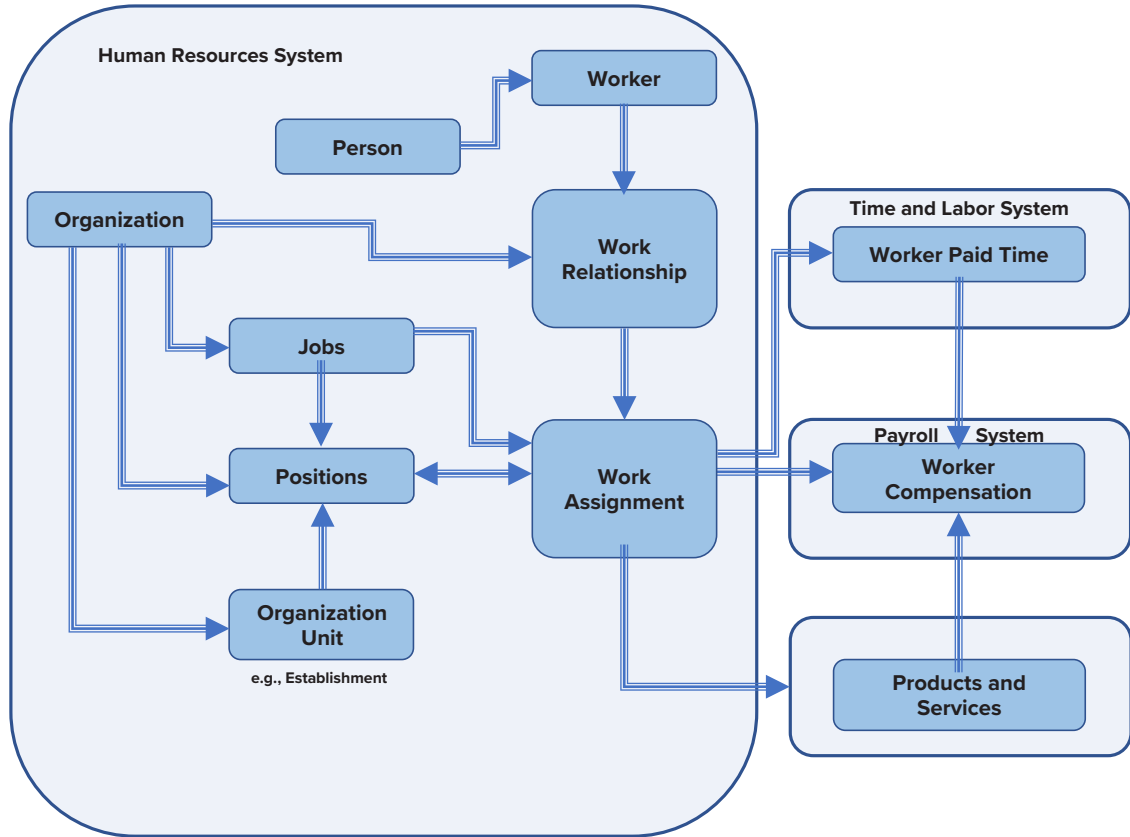 Human Resources System
Worker
Person
Organization
Work
Relationship
Time and Labor System
Worker Paid Time
Jobs
Payroll System
Worker
Compensation
Positions
Work
Assignment
Organization
Unit
e.g., Establishment
Products and
Services